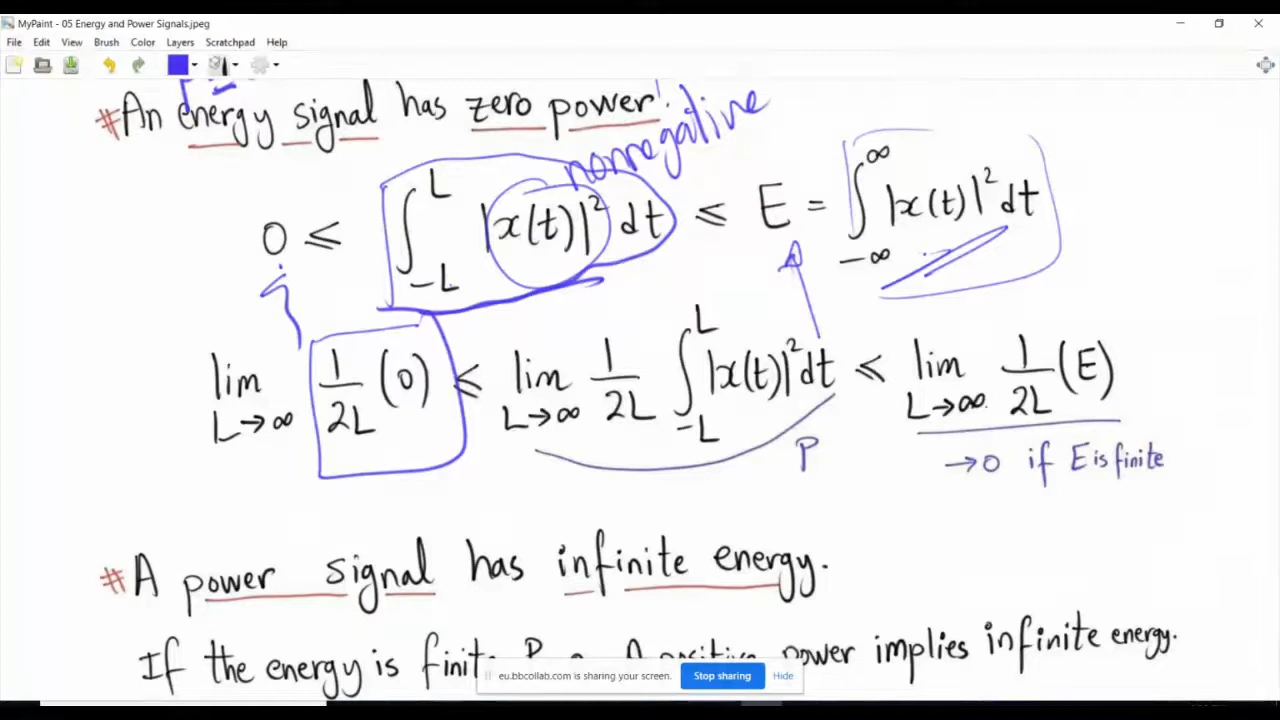 MyPaint - 05 Energy and Power Signals.jpeg
File Edit View Brush Color Layers Scratchpad Help
# An energy signal has zero power!
nonnegative
0 ≤ ∫_{-L}^{L} |x(t)|² dt ≤ E = ∫_{-∞}^{∞} |x(t)|² dt
lim_{L→∞} 1/2L (0) ≤ lim_{L→∞} 1/2L ∫_{-L}^{L} |x(t)|² dt ≤ lim_{L→∞} 1/2L (E)
P
→0 if E is finite
# A power signal has infinite energy.
If the energy is finite P A positive power implies infinite energy.
eu.bbcollab.com is sharing your screen. Stop sharing Hide